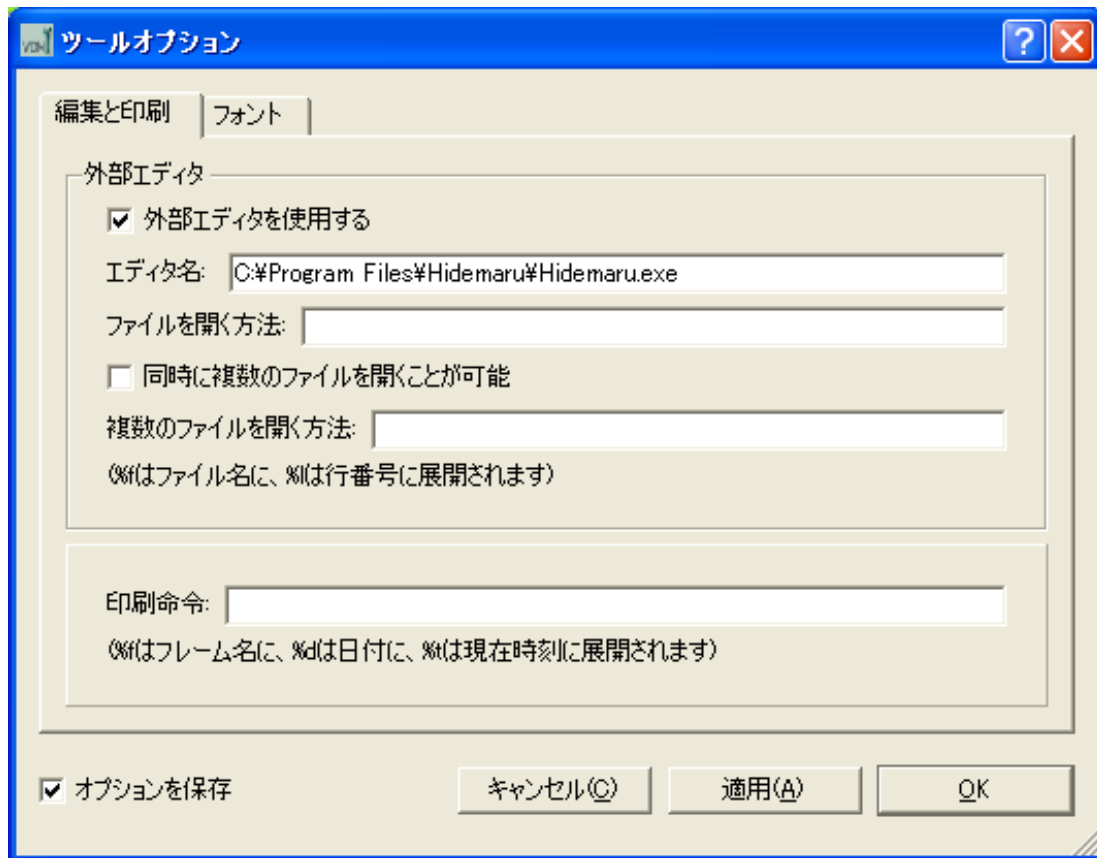 ツールオプション
編集と印刷 フォント
外部エディタ
外部エディタを使用する
エディタ名: C:¥Program Files¥Hidemaru¥Hidemaru.exe
ファイルを開く方法:
同時に複数のファイルを開くことが可能
複数のファイルを開く方法:
(%fはファイル名に、%lは行番号に展開されます)
印刷命令:
(%fはフレーム名に、%dは日付に、%tは現在時刻に展開されます)
オプションを保存 キャンセル(C) 適用(A) OK